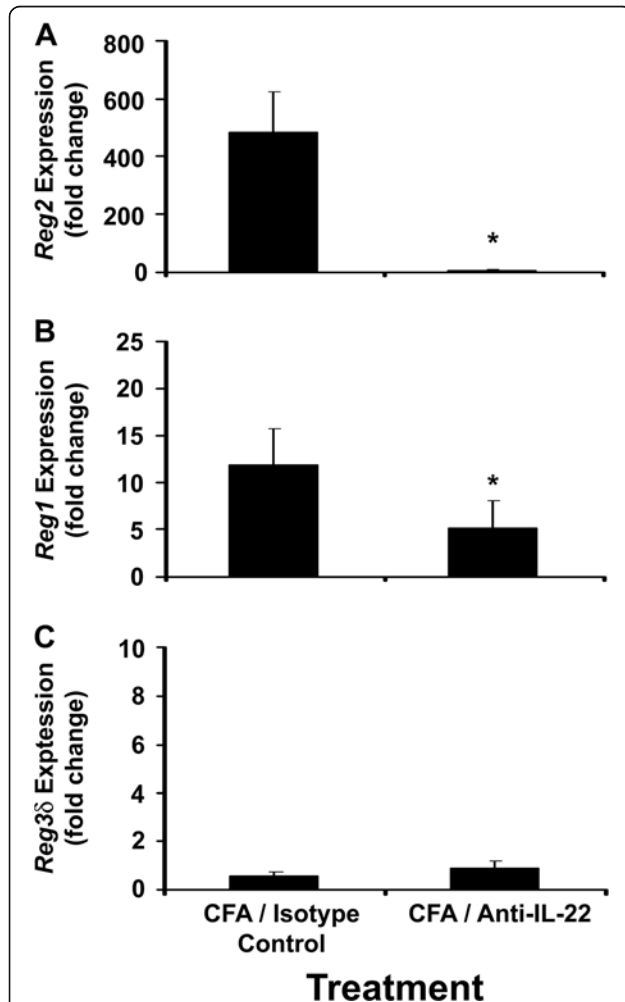 A
Reg2 Expression
(fold change)
800
600
400
200
0
*
B
Reg1 Expression
(fold change)
25
20
15
10
5
0
*
C
Reg3δ Exptession
(fold change)
10
8
6
4
2
0
CFA / Isotype
Control
CFA / Anti-IL-22
Treatment